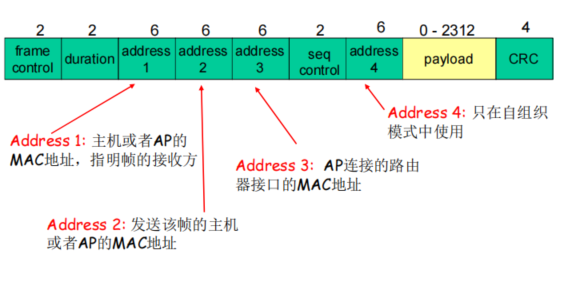 2 2 6 6 6 2 6 0 - 2312 4
frame control duration address 1 address 2 address 3 seq control address 4 payload CRC
Address 4: 只在自组织
模式中使用
Address 1: 主机或者AP的
MAC地址，指明帧的接收方
Address 3: AP连接的路由
器接口的MAC地址
Address 2: 发送该帧的主机
或者AP的MAC地址